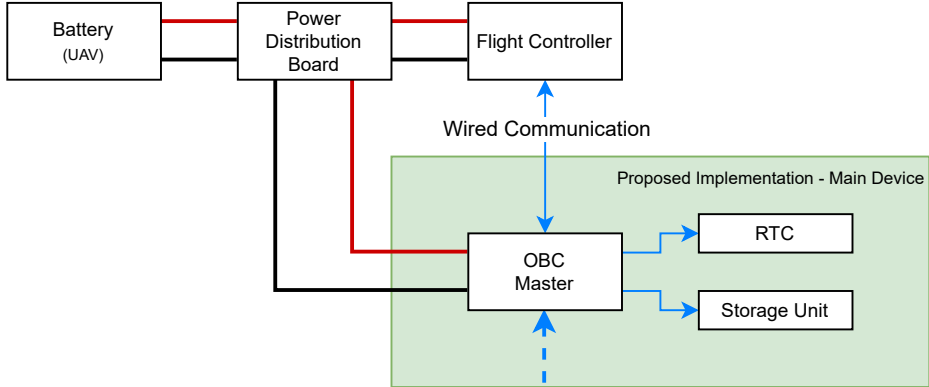 Battery
(UAV)
Power
Distribution
Board
Flight Controller
Wired Communication
Proposed Implementation - Main Device
OBC
Master
RTC
Storage Unit